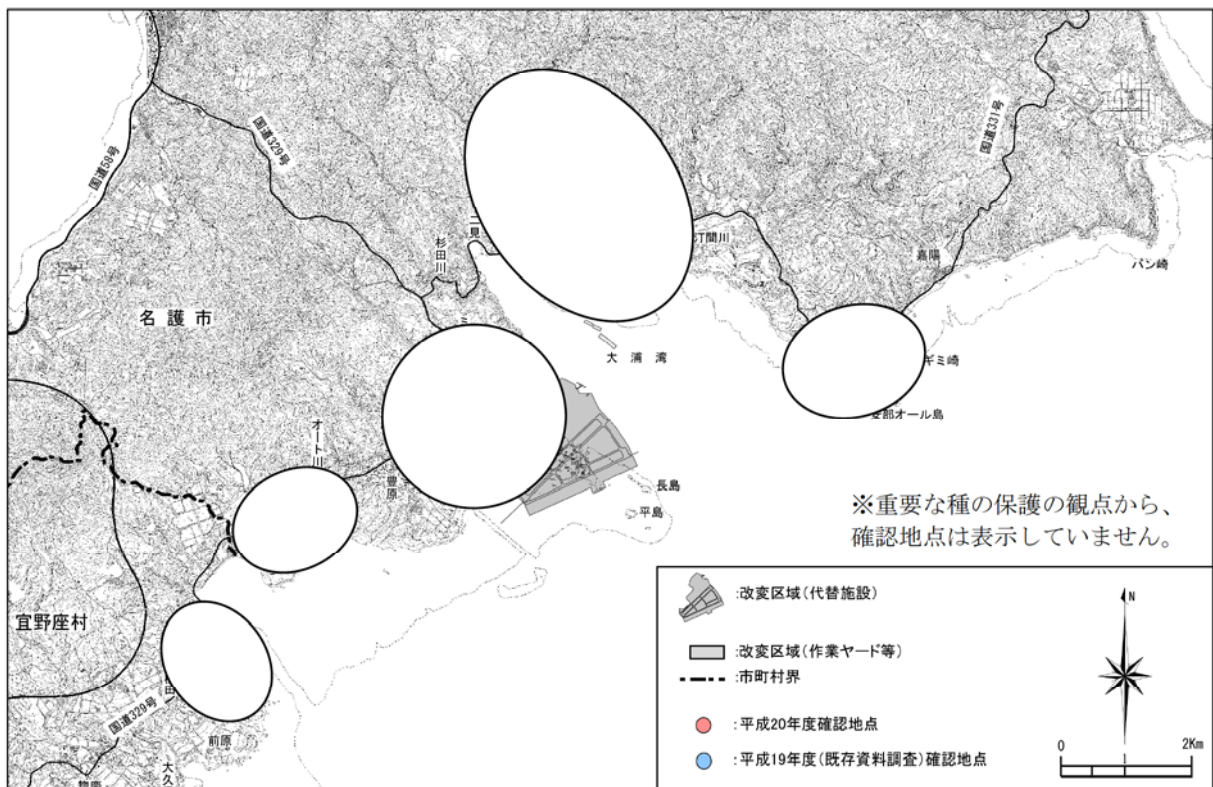 国道58号
国道329号
国道331号
二見
杉田川
汀間川
嘉陽
バン崎
名護市
大浦湾
ギミ崎
安部オール島
オート川
豊原
長島
平島
※重要な種の保護の観点から、
確認地点は表示していません。
宜野座村
国道329号
前原
大久
:改変区域(代替施設)
:改変区域(作業ヤード等)
:市町村界
:平成20年度確認地点
:平成19年度(既存資料調査)確認地点
N
0 1 2Km